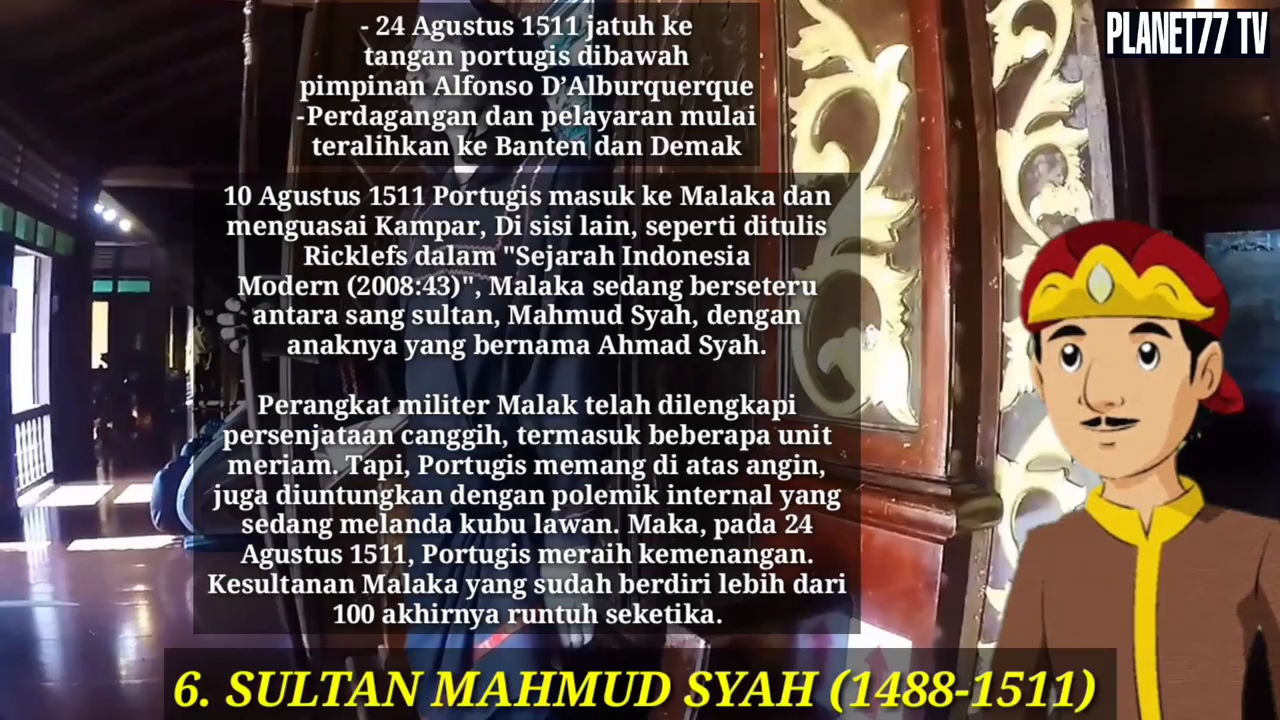 PLANET77 TV
- 24 Agustus 1511 jatuh ke
tangan portugis dibawah
pimpinan Alfonso D’Alburquerque
-Perdagangan dan pelayaran mulai
teralihkan ke Banten dan Demak
10 Agustus 1511 Portugis masuk ke Malaka dan
menguasai Kampar, Di sisi lain, seperti ditulis
Ricklefs dalam "Sejarah Indonesia
Modern (2008:43)", Malaka sedang berseteru
antara sang sultan, Mahmud Syah, dengan
anaknya yang bernama Ahmad Syah.
Perangkat militer Malak telah dilengkapi
persenjataan canggih, termasuk beberapa unit
meriam. Tapi, Portugis memang di atas angin,
juga diuntungkan dengan polemik internal yang
sedang melanda kubu lawan. Maka, pada 24
Agustus 1511, Portugis meraih kemenangan.
Kesultanan Malaka yang sudah berdiri lebih dari
100 akhirnya runtuh seketika.
6. SULTAN MAHMUD SYAH (1488-1511)